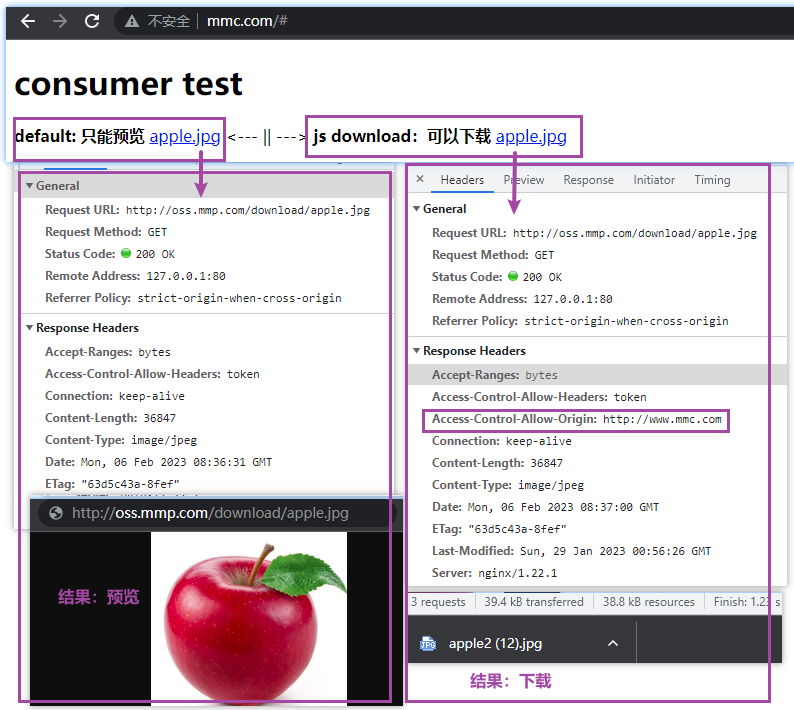 不安全 | mmc.com/#
consumer test
default: 只能预览 apple.jpg <--- || ---> js download：可以下载 apple.jpg
General
Request URL: http://oss.mmp.com/download/apple.jpg
Request Method: GET
Status Code: 200 OK
Remote Address: 127.0.0.1:80
Referrer Policy: strict-origin-when-cross-origin
Response Headers
Accept-Ranges: bytes
Access-Control-Allow-Headers: token
Connection: keep-alive
Content-Length: 36847
Content-Type: image/jpeg
Date: Mon, 06 Feb 2023 08:36:31 GMT
ETag: "63d5c43a-8fef"
http://oss.mmp.com/download/apple.jpg
结果：预览
Headers Preview Response Initiator Timing
General
Request URL: http://oss.mmp.com/download/apple.jpg
Request Method: GET
Status Code: 200 OK
Remote Address: 127.0.0.1:80
Referrer Policy: strict-origin-when-cross-origin
Response Headers
Accept-Ranges: bytes
Access-Control-Allow-Headers: token
Access-Control-Allow-Origin: http://www.mmc.com
Connection: keep-alive
Content-Length: 36847
Content-Type: image/jpeg
Date: Mon, 06 Feb 2023 08:37:00 GMT
ETag: "63d5c43a-8fef"
Last-Modified: Sun, 29 Jan 2023 00:56:26 GMT
Server: nginx/1.22.1
3 requests 39.4 kB transferred 38.8 kB resources Finish: 1.23 s
JPG apple2 (12).jpg
结果：下载